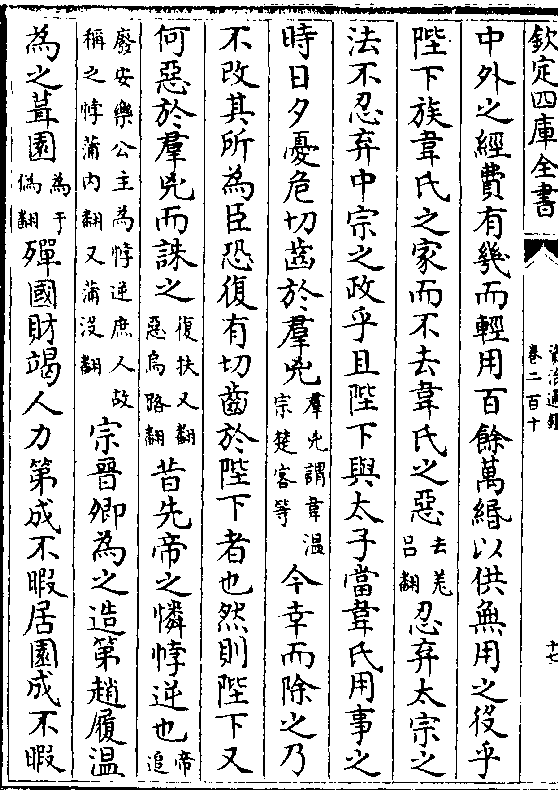 欽定四庫全書
資治通鑑
卷二百十
十七
中外之經費有幾而輕用百餘萬緡以供無用之役乎
陛下族韋氏之家而不去韋氏之惡去羌呂翻忍弃太宗之
法不忍弃中宗之政乎且陛下與太子當韋氏用事之
時日夕憂危切齒於羣兇羣兇謂韋温宗楚客等今幸而除之乃
不改其所為臣恐復有切齒於陛下者也然則陛下又
何惡於羣兇而誅之復扶又翻惡烏路翻昔先帝之憐悖逆也帝追
廢安樂公主為悖逆庶人故稱之悖蒲内翻又蒲沒翻宗晉卿為之造第趙履温
為之葺園為于偽翻殫國財竭人力第成不暇居園成不暇